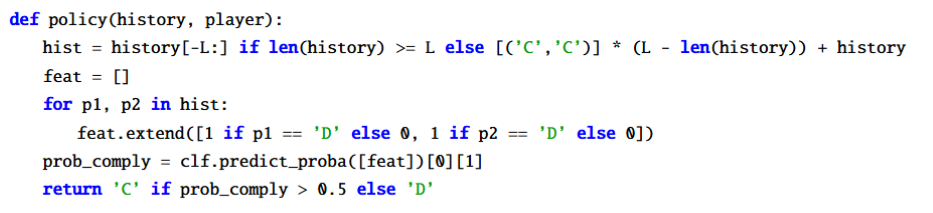 def policy(history, player):
    hist = history[-L:] if len(history) >= L else [('C','C')] * (L - len(history)) + history
    feat = []
    for p1, p2 in hist:
        feat.extend([1 if p1 == 'D' else 0, 1 if p2 == 'D' else 0])
    prob_comply = clf.predict_proba([feat])[0][1]
    return 'C' if prob_comply > 0.5 else 'D'